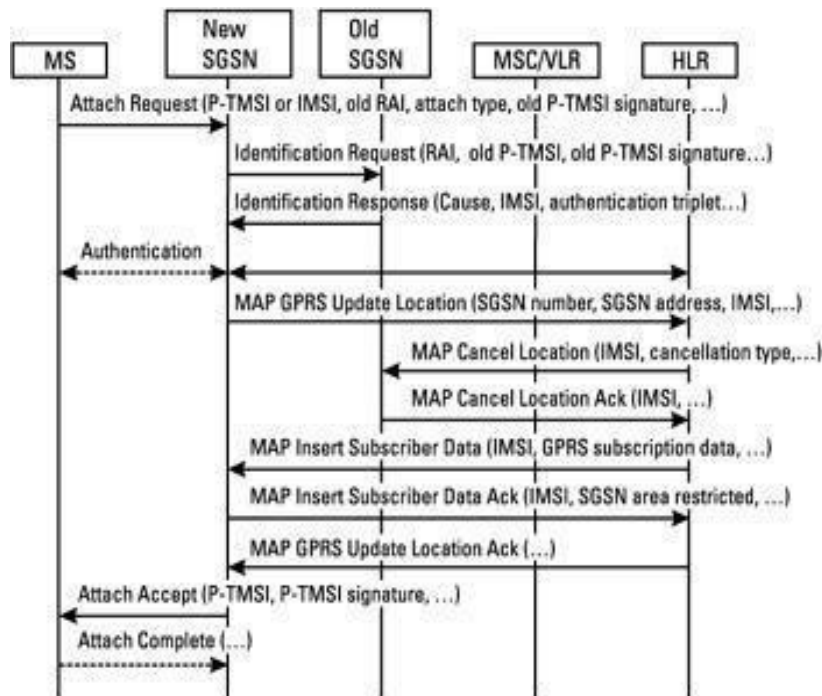 New
SGSN
Old
SGSN
MS
MSC/VLR
HLR
Attach Request (P-TMSI or IMSI, old RAI, attach type, old P-TMSI signature, ...)
Identification Request (RAI, old P-TMSI, old P-TMSI signature...)
Identification Response (Cause, IMSI, authentication triplet...)
Authentication
MAP GPRS Update Location (SGSN number, SGSN address, IMSI,...)
MAP Cancel Location (IMSI, cancellation type,...)
MAP Cancel Location Ack (IMSI, ...)
MAP Insert Subscriber Data (IMSI, GPRS subscription data, ...)
MAP Insert Subscriber Data Ack (IMSI, SGSN area restricted, ...)
MAP GPRS Update Location Ack (...)
Attach Accept (P-TMSI, P-TMSI signature, ...)
Attach Complete (...)